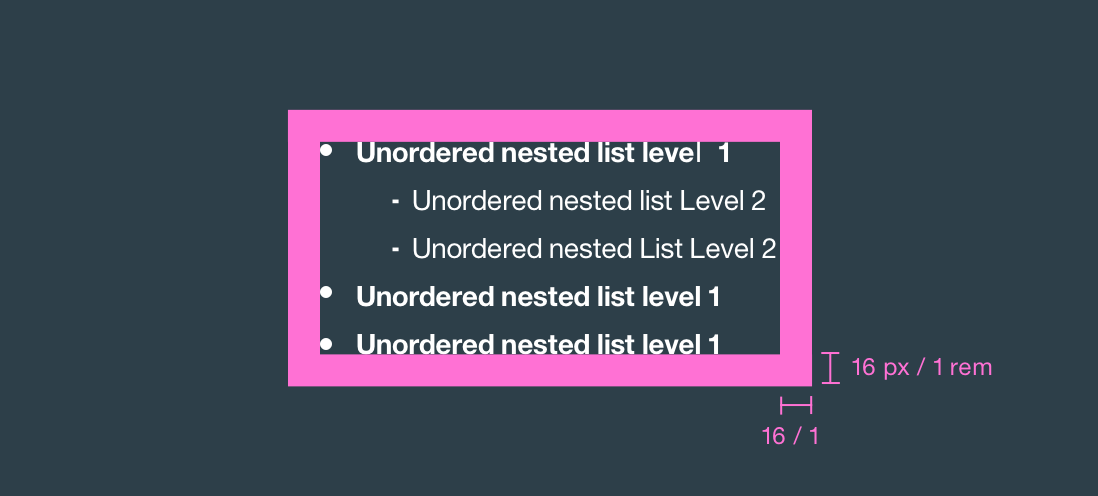 • Unordered nested list level 1
- Unordered nested list Level 2
- Unordered nested List Level 2
• Unordered nested list level 1
• Unordered nested list level 1
16 px / 1 rem
16 / 1